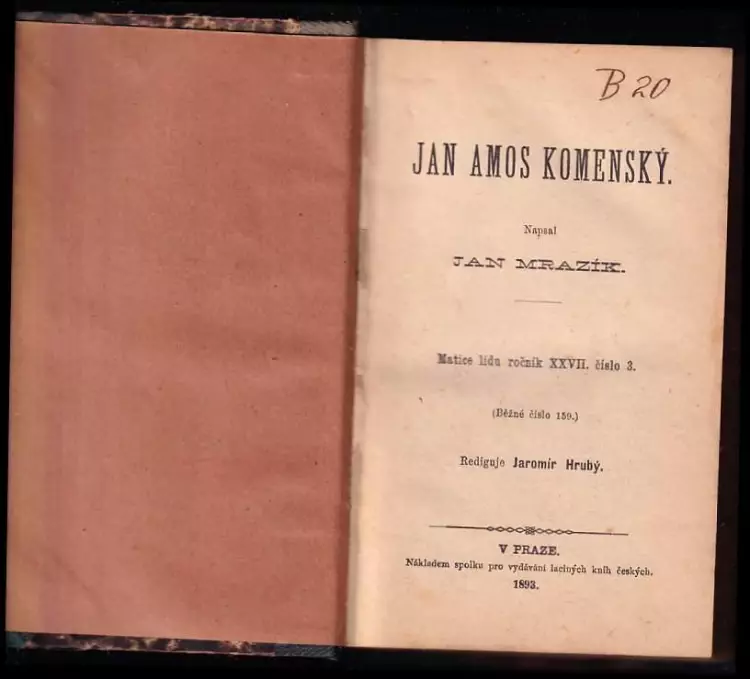 B 20
JAN AMOS KOMENSKÝ.
Napsal
JAN MRAZÍK.
Matice lidu ročník XXVII. číslo 3.
(Běžné číslo 159.)
Rediguje Jaromír Hrubý.
V PRAZE.
Nákladem spolku pro vydávání laciných knih českých.
1893.